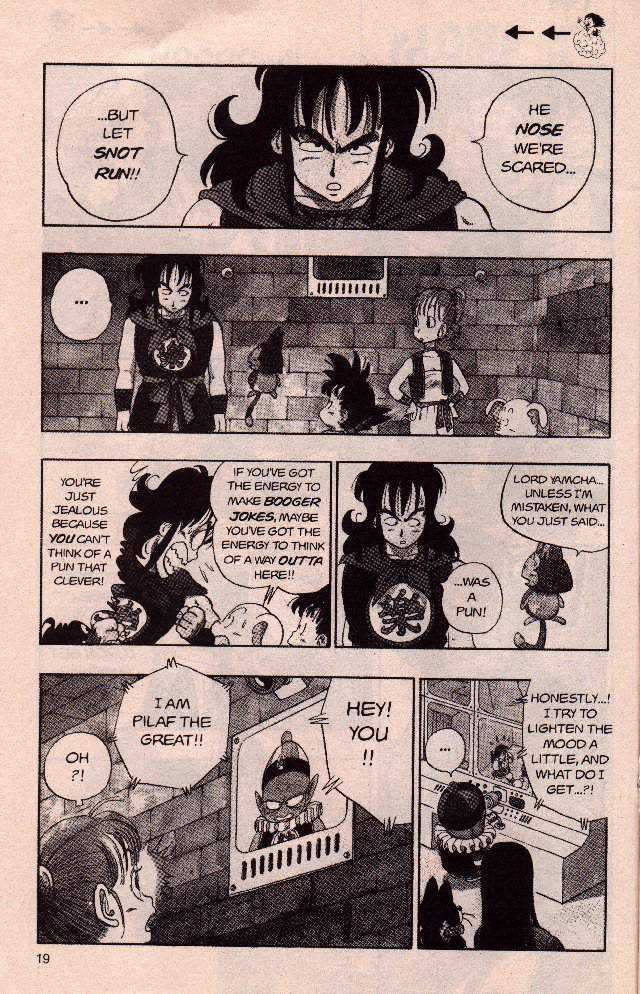 HE
NOSE
WE'RE
SCARED...
...BUT
LET
SNOT
RUN!!
樂
...
LORD YAMCHA...
UNLESS I'M
MISTAKEN, WHAT
YOU JUST SAID...
...WAS
A
PUN!
樂
IF YOU'VE GOT
THE ENERGY TO
MAKE BOOGER
JOKES, MAYBE
YOU'VE GOT THE
ENERGY TO THINK
OF A WAY OUTTA
HERE!!
YOU'RE
JUST
JEALOUS
BECAUSE
YOU CAN'T
THINK OF A
PUN THAT
CLEVER!
HONESTLY...!
I TRY TO
LIGHTEN THE
MOOD A
LITTLE, AND
WHAT DO I
GET...?!
...
HEY!
YOU
!!
I AM
PILAF THE
GREAT!!
OH
?!
19